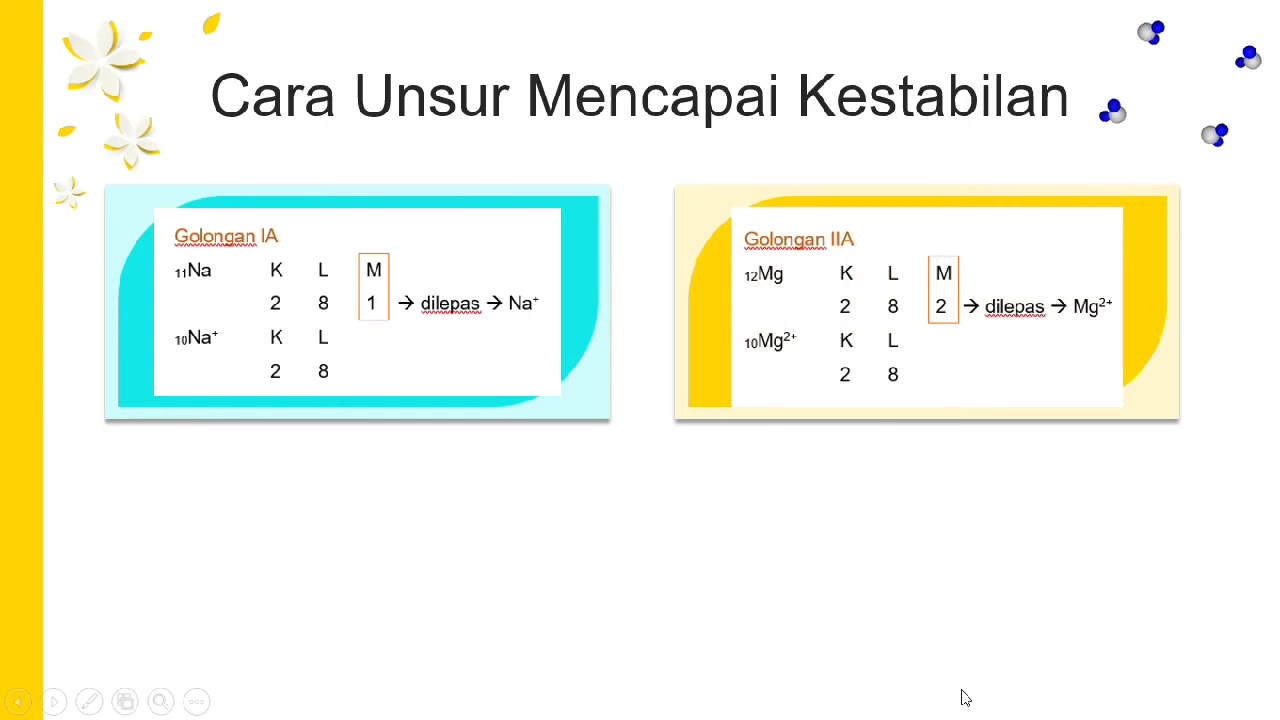 Cara Unsur Mencapai Kestabilan
Golongan IA
₁₁Na K L M
2 8 1 → dilepas → Na⁺
₁₀Na⁺ K L
2 8
Golongan IIA
₁₂Mg K L M
2 8 2 → dilepas → Mg²⁺
₁₀Mg²⁺ K L
2 8